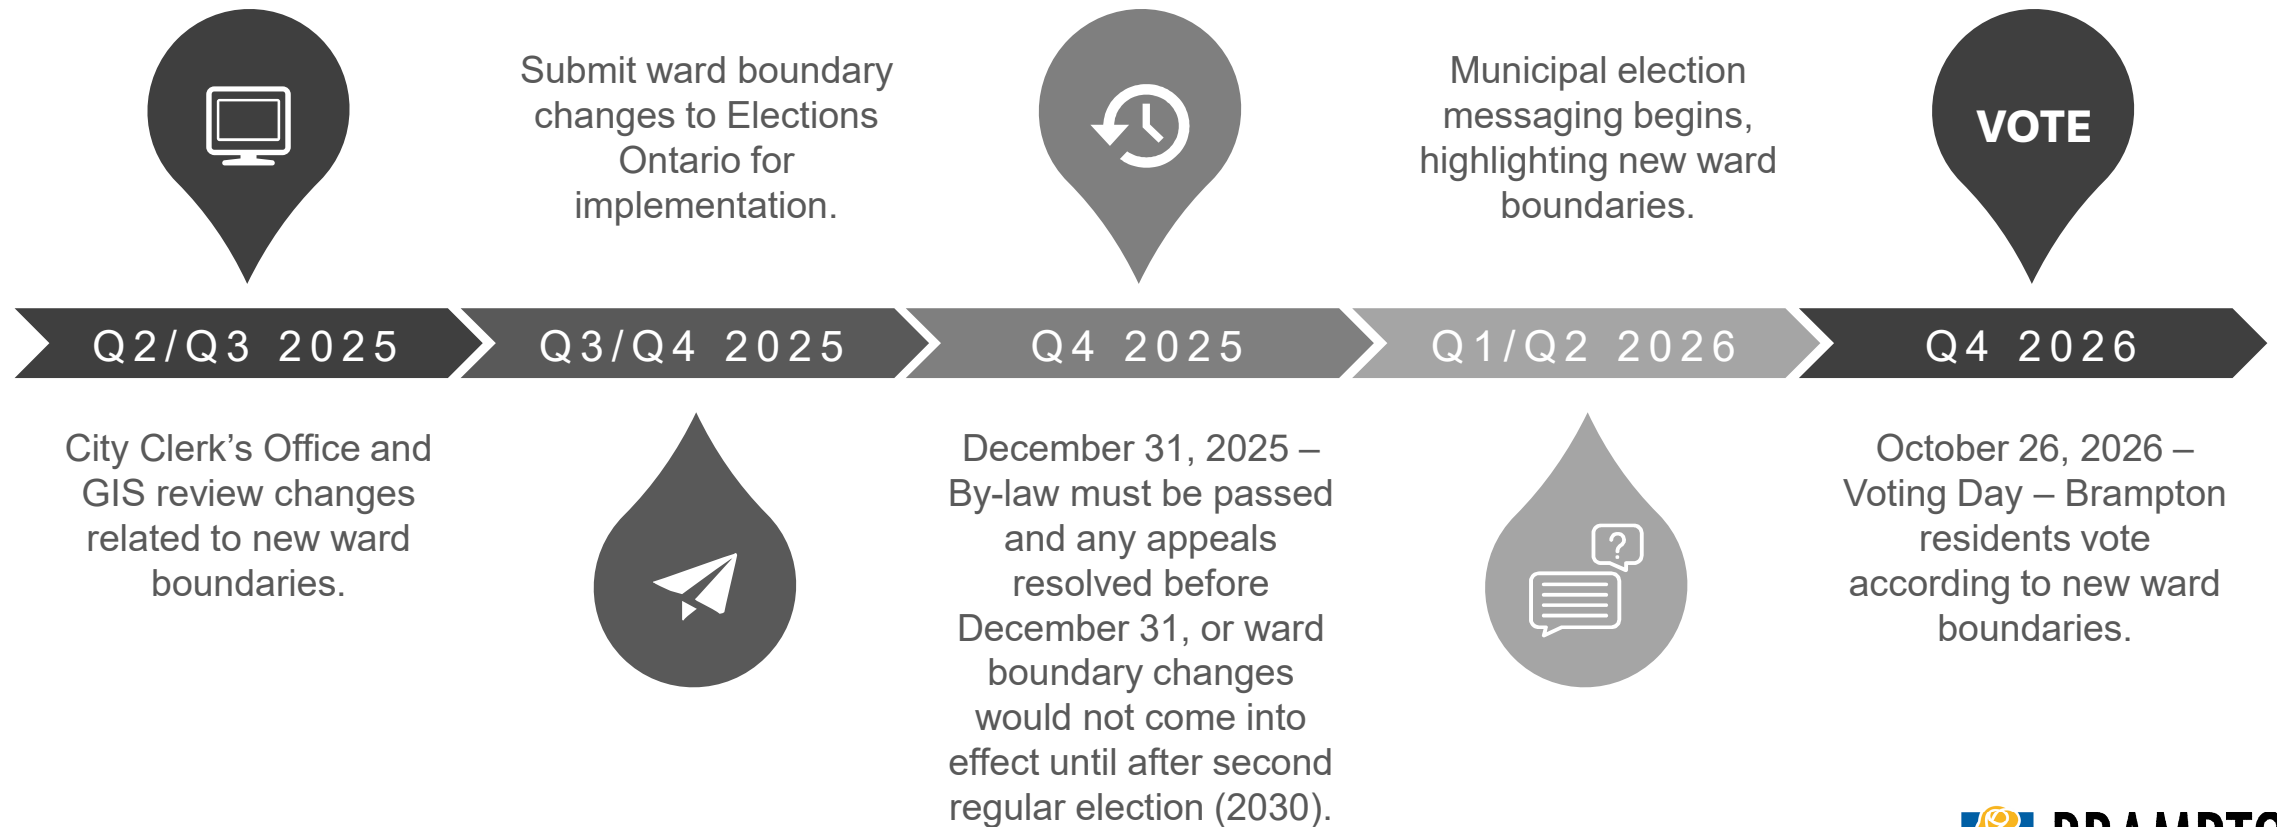 Submit ward boundary
changes to Elections
Ontario for
implementation.
Municipal election
messaging begins,
highlighting new ward
boundaries.
VOTE
Q2/Q3 2025
Q3/Q4 2025
Q4 2025
Q1/Q2 2026
Q4 2026
City Clerk’s Office and
GIS review changes
related to new ward
boundaries.
December 31, 2025 –
By-law must be passed
and any appeals
resolved before
December 31, or ward
boundary changes
would not come into
effect until after second
regular election (2030).
?
October 26, 2026 –
Voting Day – Brampton
residents vote
according to new ward
boundaries.